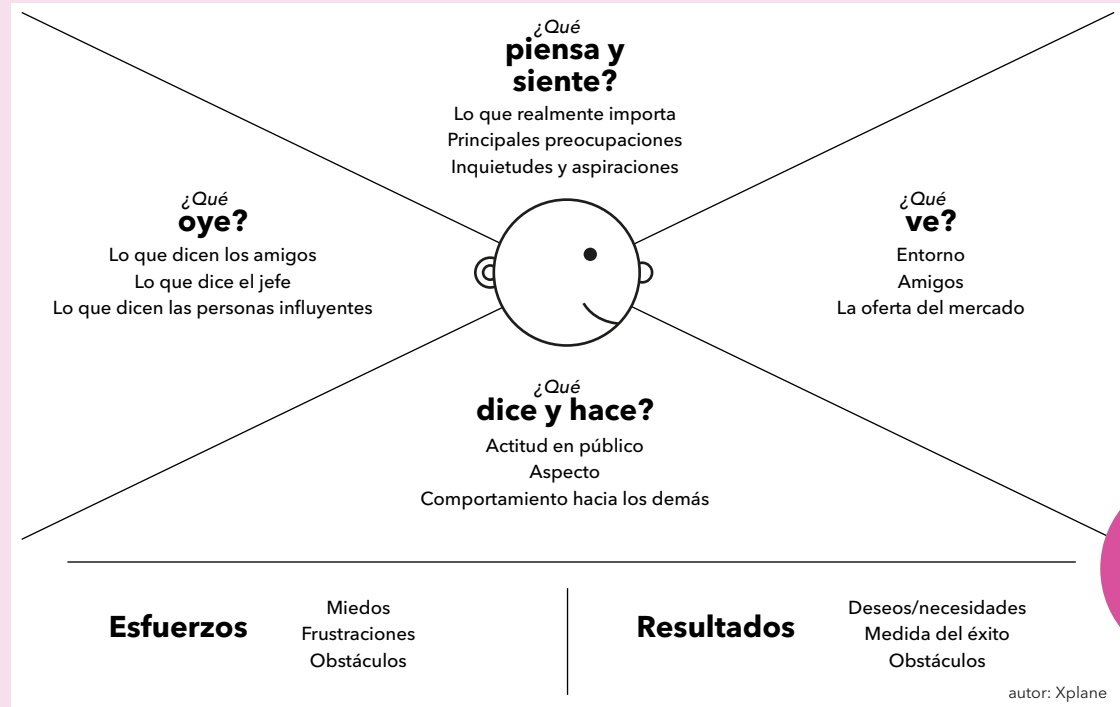 ¿Qué
piensa y
siente?
Lo que realmente importa
Principales preocupaciones
Inquietudes y aspiraciones
¿Qué
oye?
Lo que dicen los amigos
Lo que dice el jefe
Lo que dicen las personas influyentes
¿Qué
ve?
Entorno
Amigos
La oferta del mercado
¿Qué
dice y hace?
Actitud en público
Aspecto
Comportamiento hacia los demás
Esfuerzos
Miedos
Frustraciones
Obstáculos
Resultados
Deseos/necesidades
Medida del éxito
Obstáculos
autor: Xplane